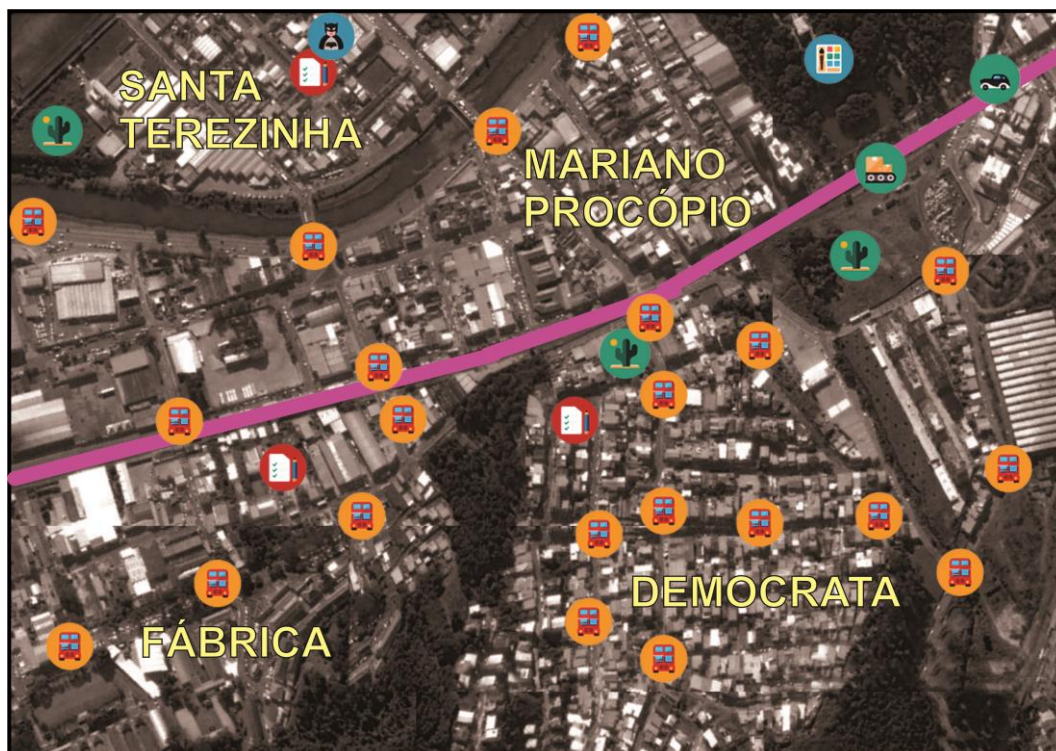 SANTA
TEREZINHA
MARIANO
PROCÓPIO
DEMOCRATA
FÁBRICA